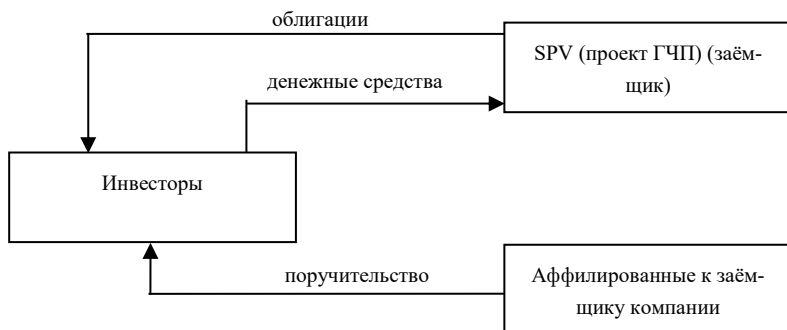 облигации
SPV (проект ГЧП) (заём-
щик)
денежные средства
Инвесторы
поручительство
Аффилированные к заём-
щику компании